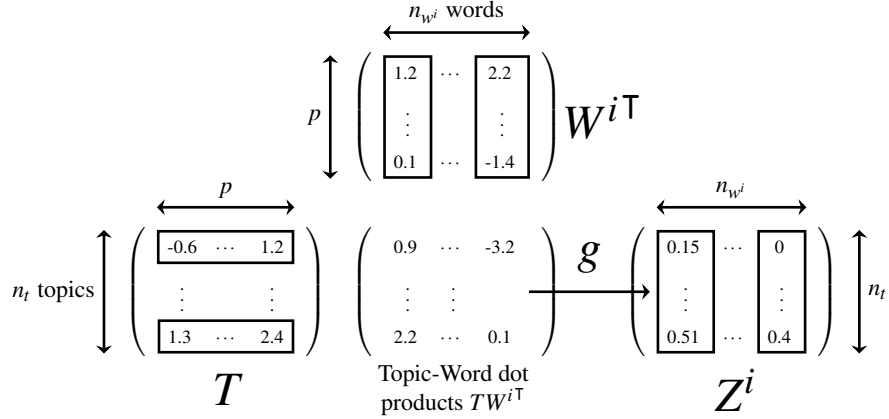 n_{w^i} words
p
1.2 ··· 2.2
⋮ ⋮
0.1 ··· -1.4
W^{i⊤}
p
n_t topics
-0.6 ··· 1.2
⋮ ⋮
1.3 ··· 2.4
T
0.9 ··· -3.2
⋮ ⋮
2.2 ··· 0.1
Topic-Word dot
products TW^{i⊤}
g
n_{w^i}
0.15 ··· 0
⋮ ⋮
0.51 ··· 0.4
n_t
Z^i